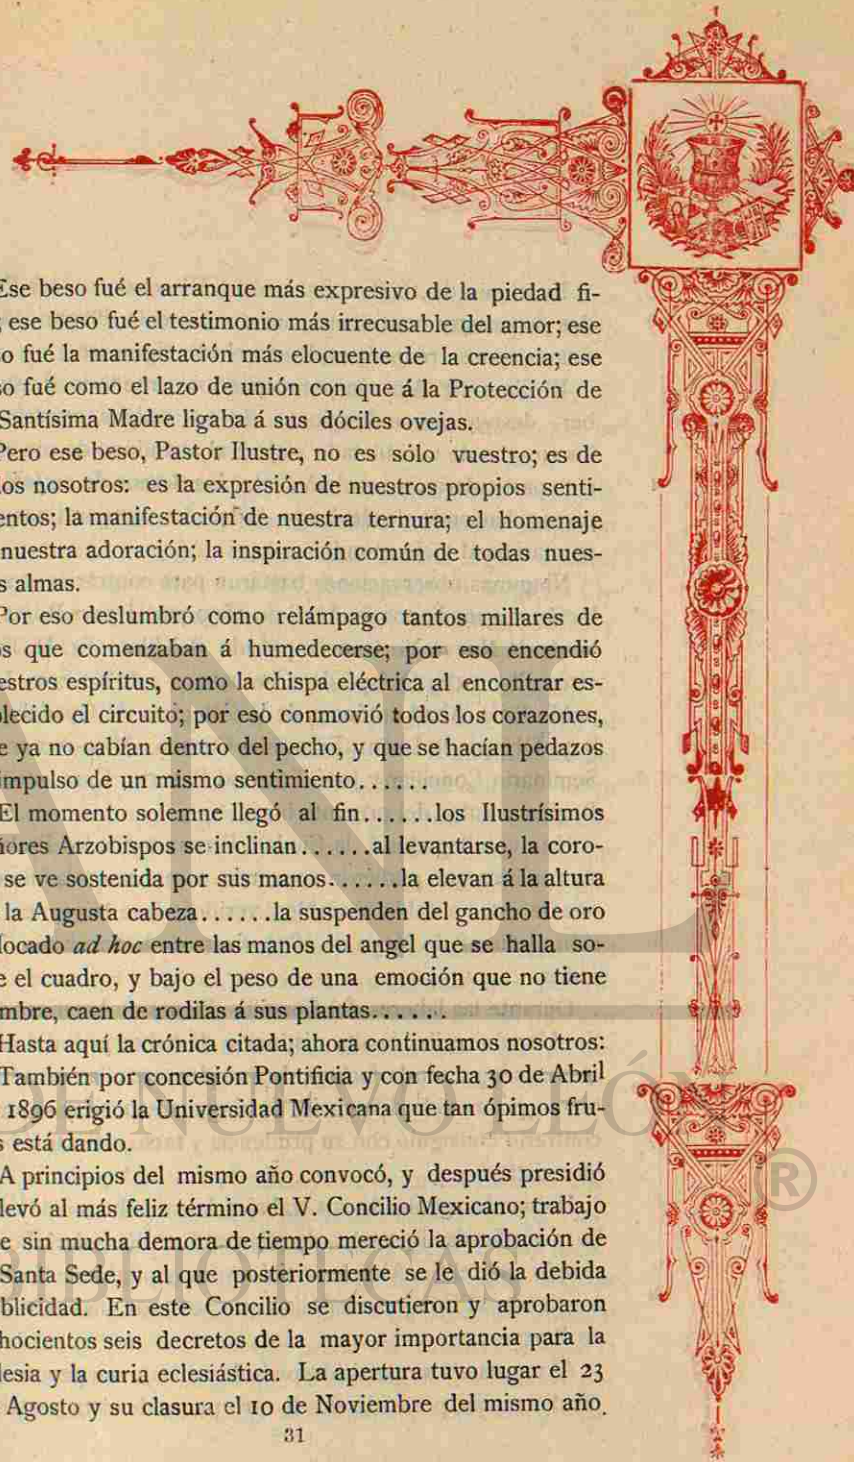 Ese beso fué el arranque más expresivo de la piedad fi-
; ese beso fué el testimonio más irrecusable del amor; ese
o fué la manifestación más elocuente de la creencia; ese
o fué como el lazo de unión con que á la Protección de
Santísima Madre ligaba á sus dóciles ovejas.
Pero ese beso, Pastor Ilustre, no es sólo vuestro; es de
os nosotros: es la expresión de nuestros propios senti-
entos; la manifestación de nuestra ternura; el homenaje
nuestra adoración; la inspiración común de todas nues-
s almas.
Por eso deslumbró como relámpago tantos millares de
s que comenzaban á humedecerse; por eso encendió
estros espíritus, como la chispa eléctrica al encontrar es-
lecido el circuito; por eso conmovió todos los corazones,
e ya no cabían dentro del pecho, y que se hacían pedazos
impulso de un mismo sentimiento......
El momento solemne llegó al fin......los Ilustrísimos
ñores Arzobispos se inclinan......al levantarse, la coro-
se ve sostenida por sus manos......la elevan á la altura
la Augusta cabeza......la suspenden del gancho de oro
locado ad hoc entre las manos del angel que se halla so-
e el cuadro, y bajo el peso de una emoción que no tiene
mbre, caen de rodilas á sus plantas......
Hasta aquí la crónica citada; ahora continuamos nosotros:
También por concesión Pontificia y con fecha 30 de Abril
1896 erigió la Universidad Mexicana que tan ópimos fru-
s está dando.
A principios del mismo año convocó, y después presidió
levó al más feliz término el V. Concilio Mexicano; trabajo
e sin mucha demora de tiempo mereció la aprobación de
Santa Sede, y al que posteriormente se le dió la debida
blicidad. En este Concilio se discutieron y aprobaron
hocientos seis decretos de la mayor importancia para la
lesia y la curia eclesiástica. La apertura tuvo lugar el 23
Agosto y su clasura el 10 de Noviembre del mismo año.
31
ANL
DE NUEVO LEÓN
®
BIBLIOTECAS